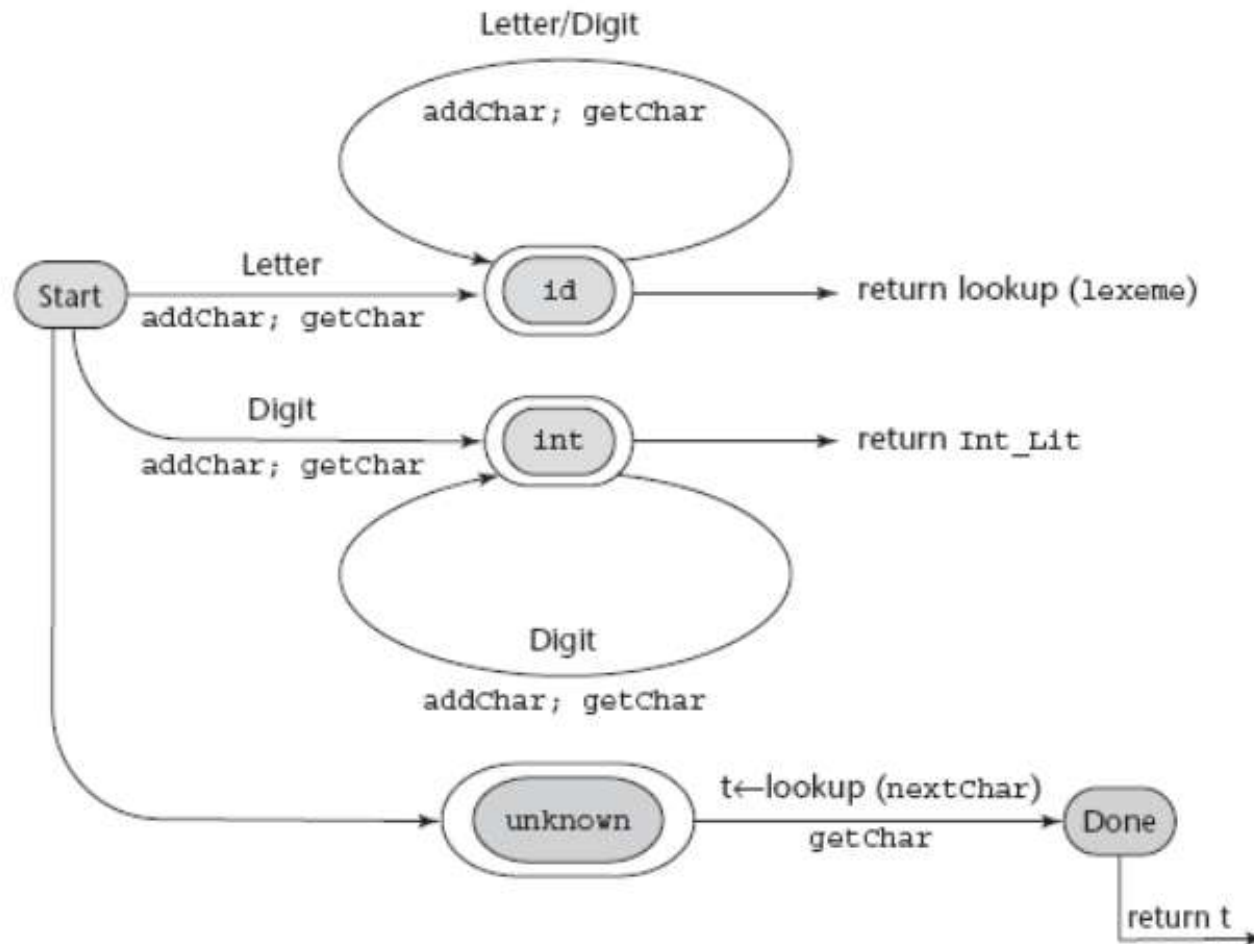 Letter/Digit
addChar; getChar
Letter
Start
id
return lookup (lexeme)
addChar; getChar
Digit
int
return Int_Lit
addChar; getChar
Digit
addChar; getChar
t←lookup (nextChar)
unknown
Done
getChar
return t